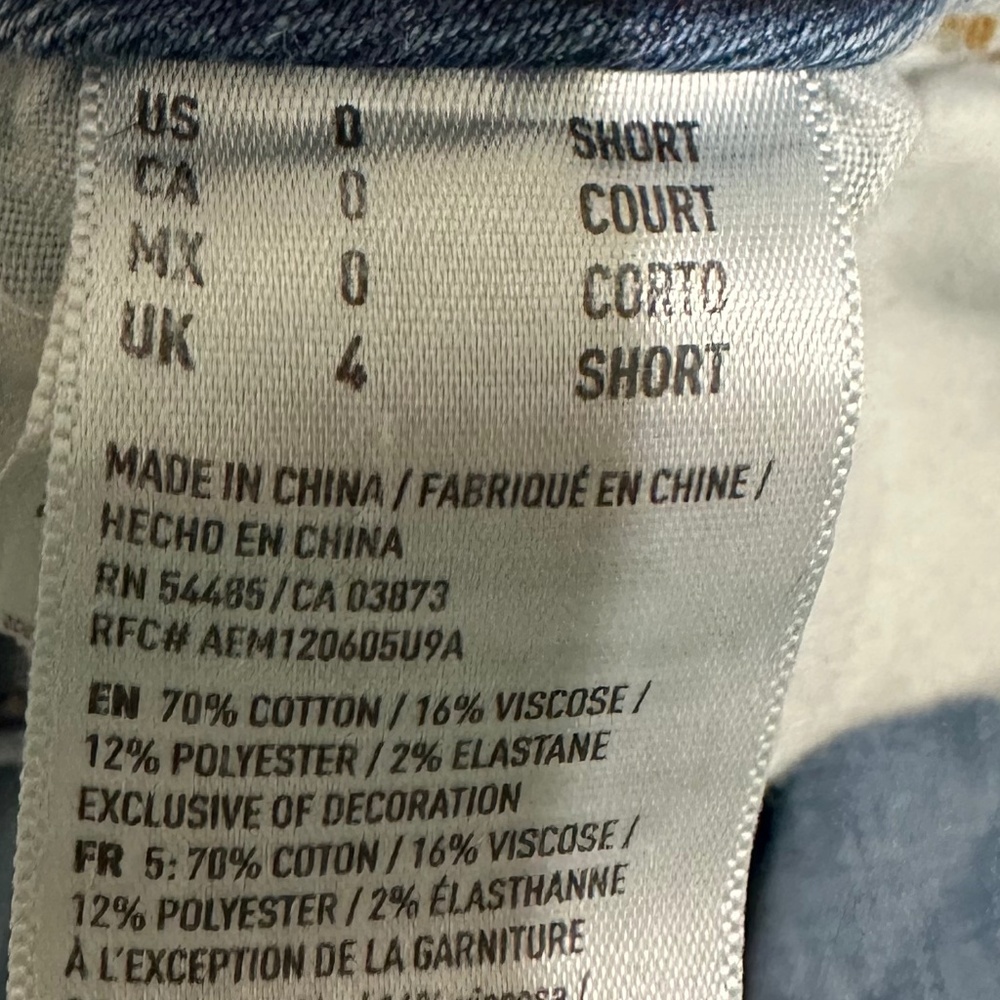 US 0 SHORT
CA 0 COURT
MX 0 CORTO
UK 4 SHORT
MADE IN CHINA / FABRIQUÉ EN CHINE /
HECHO EN CHINA
RN 54485 / CA 03873
RFC# AEM120605U9A
EN 70% COTTON / 16% VISCOSE /
12% POLYESTER / 2% ELASTANE
EXCLUSIVE OF DECORATION
FR 5: 70% COTON / 16% VISCOSE /
12% POLYESTER / 2% ÉLASTHANNE
À L'EXCEPTION DE LA GARNITURE